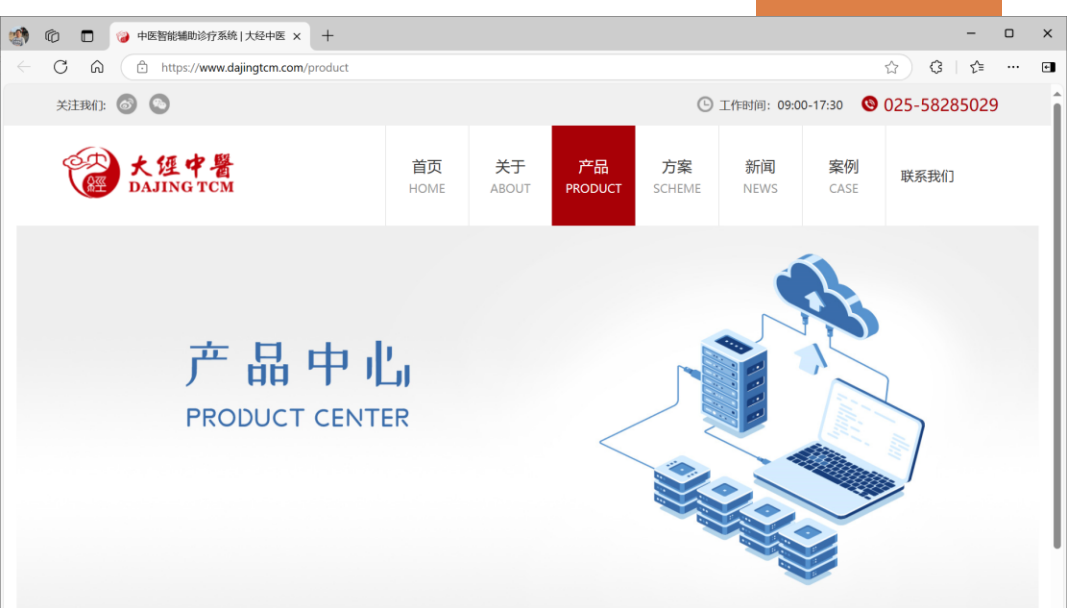 中医智能辅助诊疗系统 | 大经中医
https://www.dajingtcm.com/product
关注我们:
工作时间: 09:00-17:30 025-58285029
大經中醫
DAJING TCM
首页 关于 产品 方案 新闻 案例 联系我们
HOME ABOUT PRODUCT SCHEME NEWS CASE
产品中心
PRODUCT CENTER